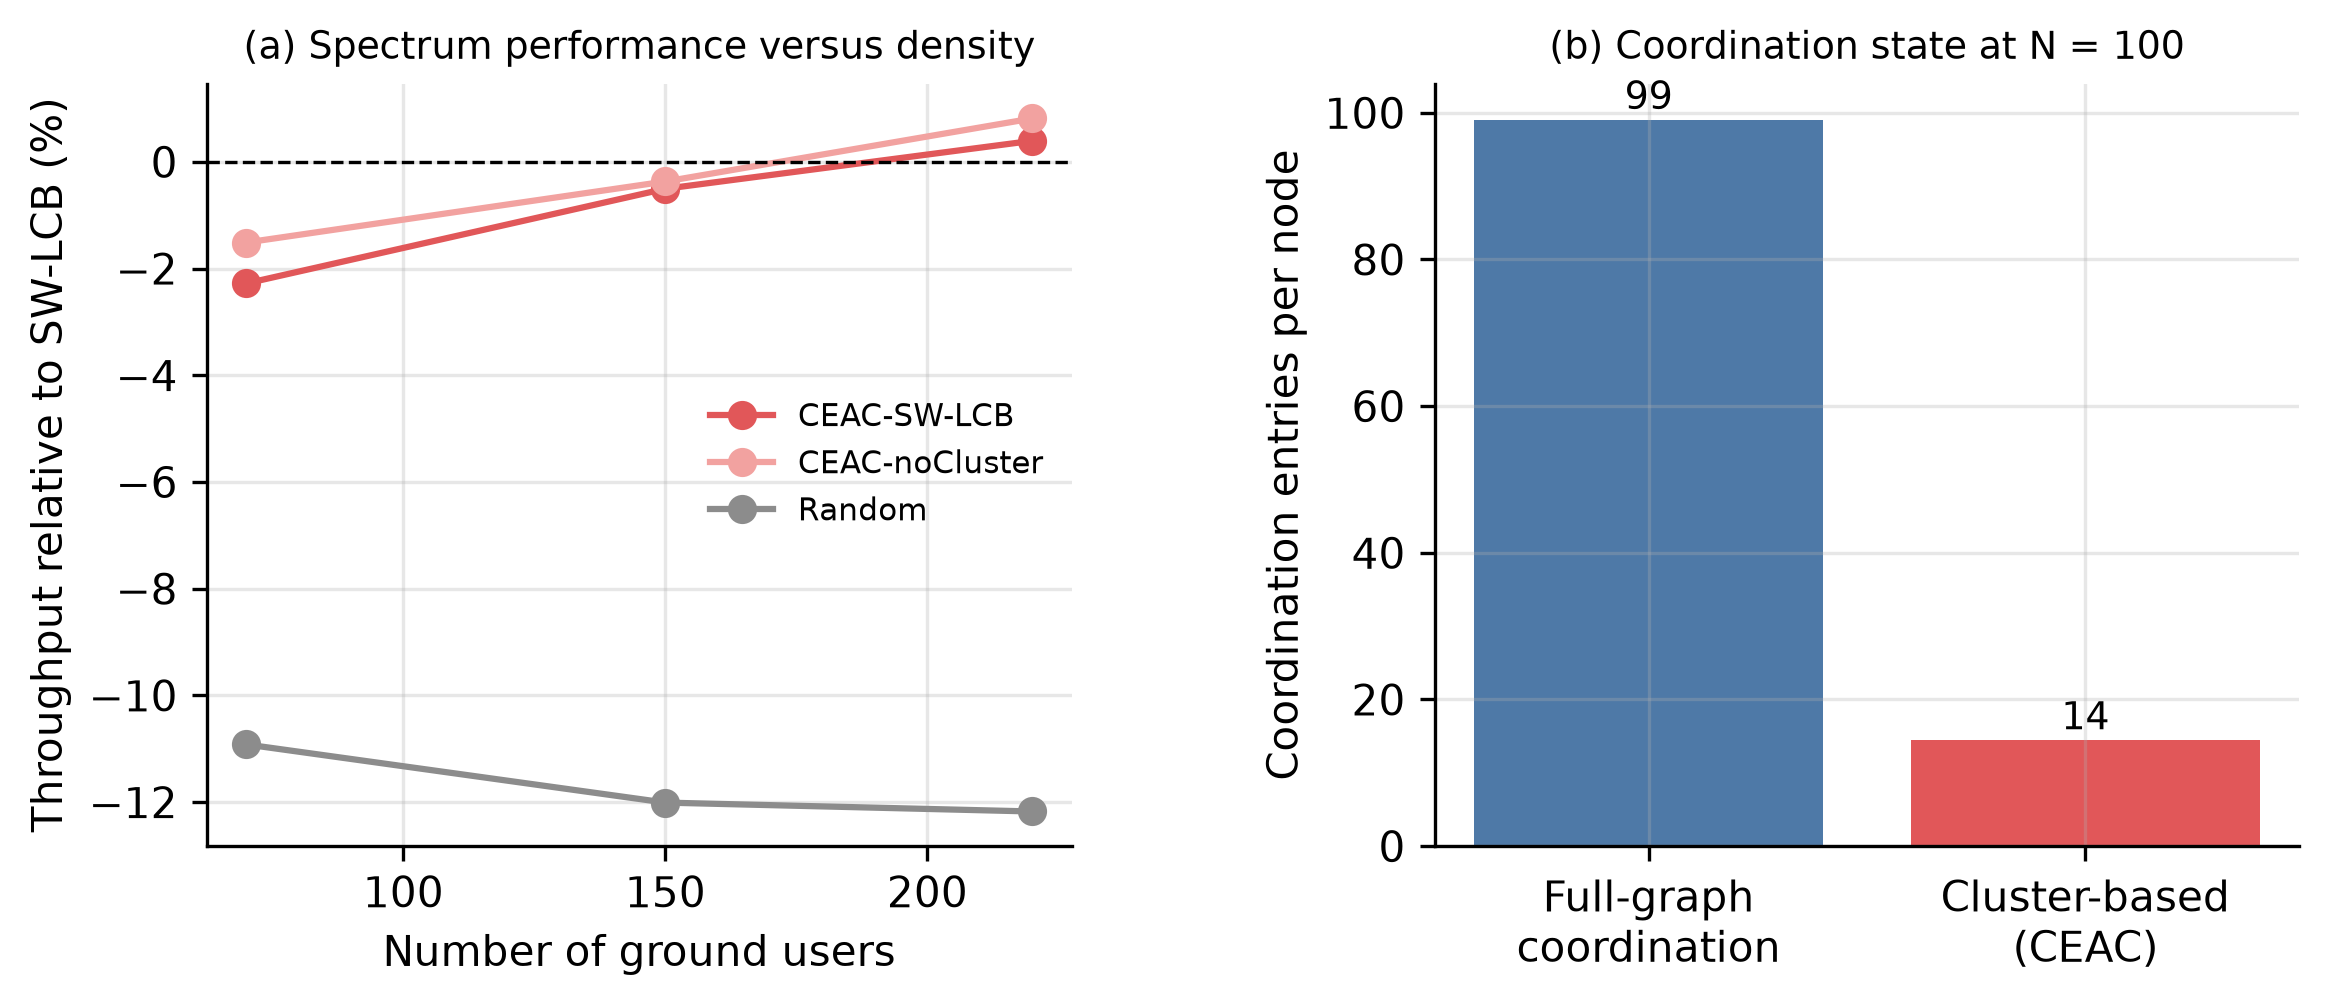 (a) Spectrum performance versus density
Throughput relative to SW-LCB (%)
0
−2
−4
−6
−8
−10
−12
CEAC-SW-LCB
CEAC-noCluster
Random
100 150 200
Number of ground users
(b) Coordination state at N = 100
Coordination entries per node
100
80
60
40
20
0
99
14
Full-graph
coordination
Cluster-based
(CEAC)